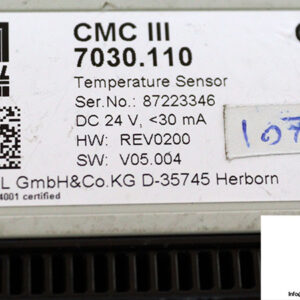 CMC III
7030.110
Temperature Sensor
Ser.No.: 87223346
DC 24 V, <30 mA
HW: REV0200
SW: V05.004
L GmbH&Co.KG D-35745 Herborn
4001 certified
107